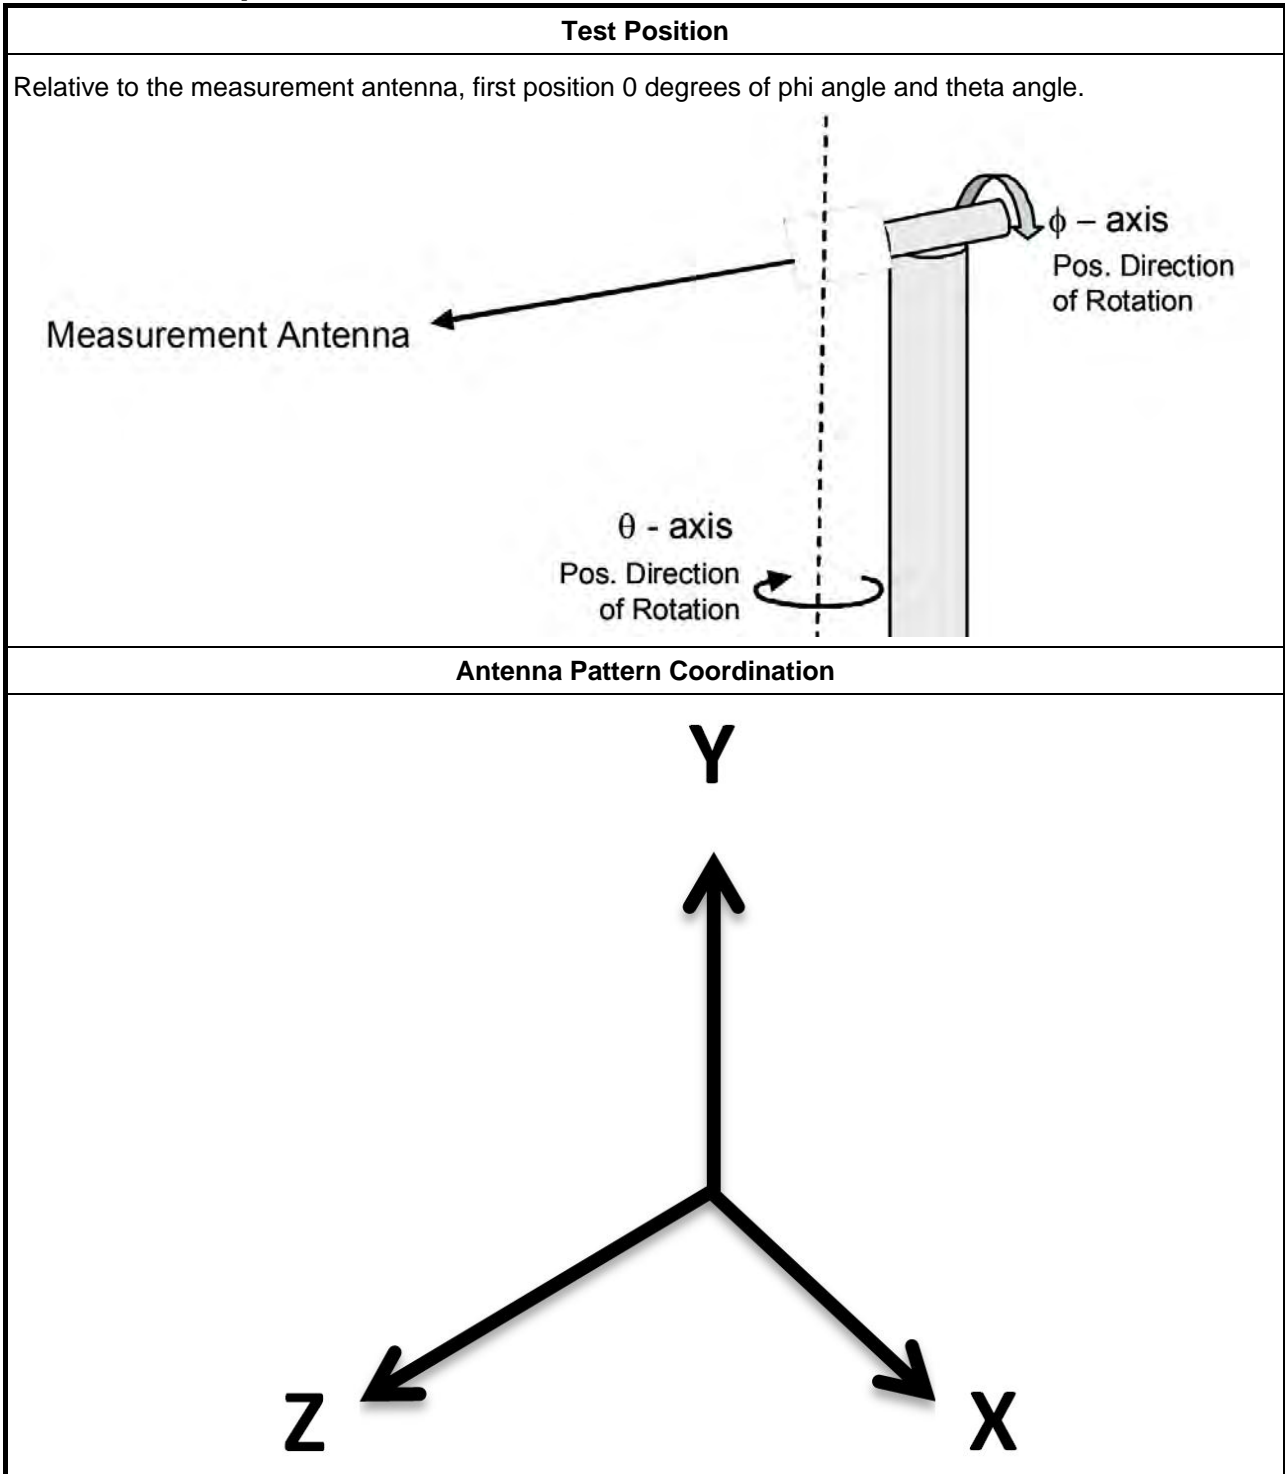 Test Position
Relative to the measurement antenna, first position 0 degrees of phi angle and theta angle.
ϕ – axis
Pos. Direction
of Rotation
Measurement Antenna
θ - axis
Pos. Direction
of Rotation
Antenna Pattern Coordination
Y
Z
X